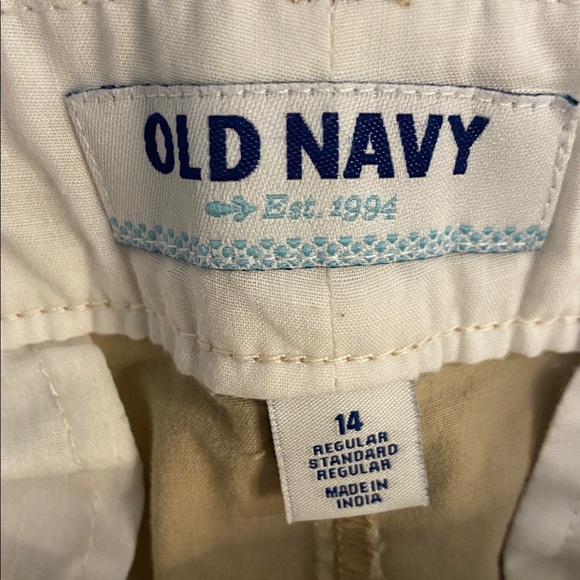 OLD NAVY
Est. 1994
14
REGULAR
STANDARD
REGULAR
MADE IN
INDIA